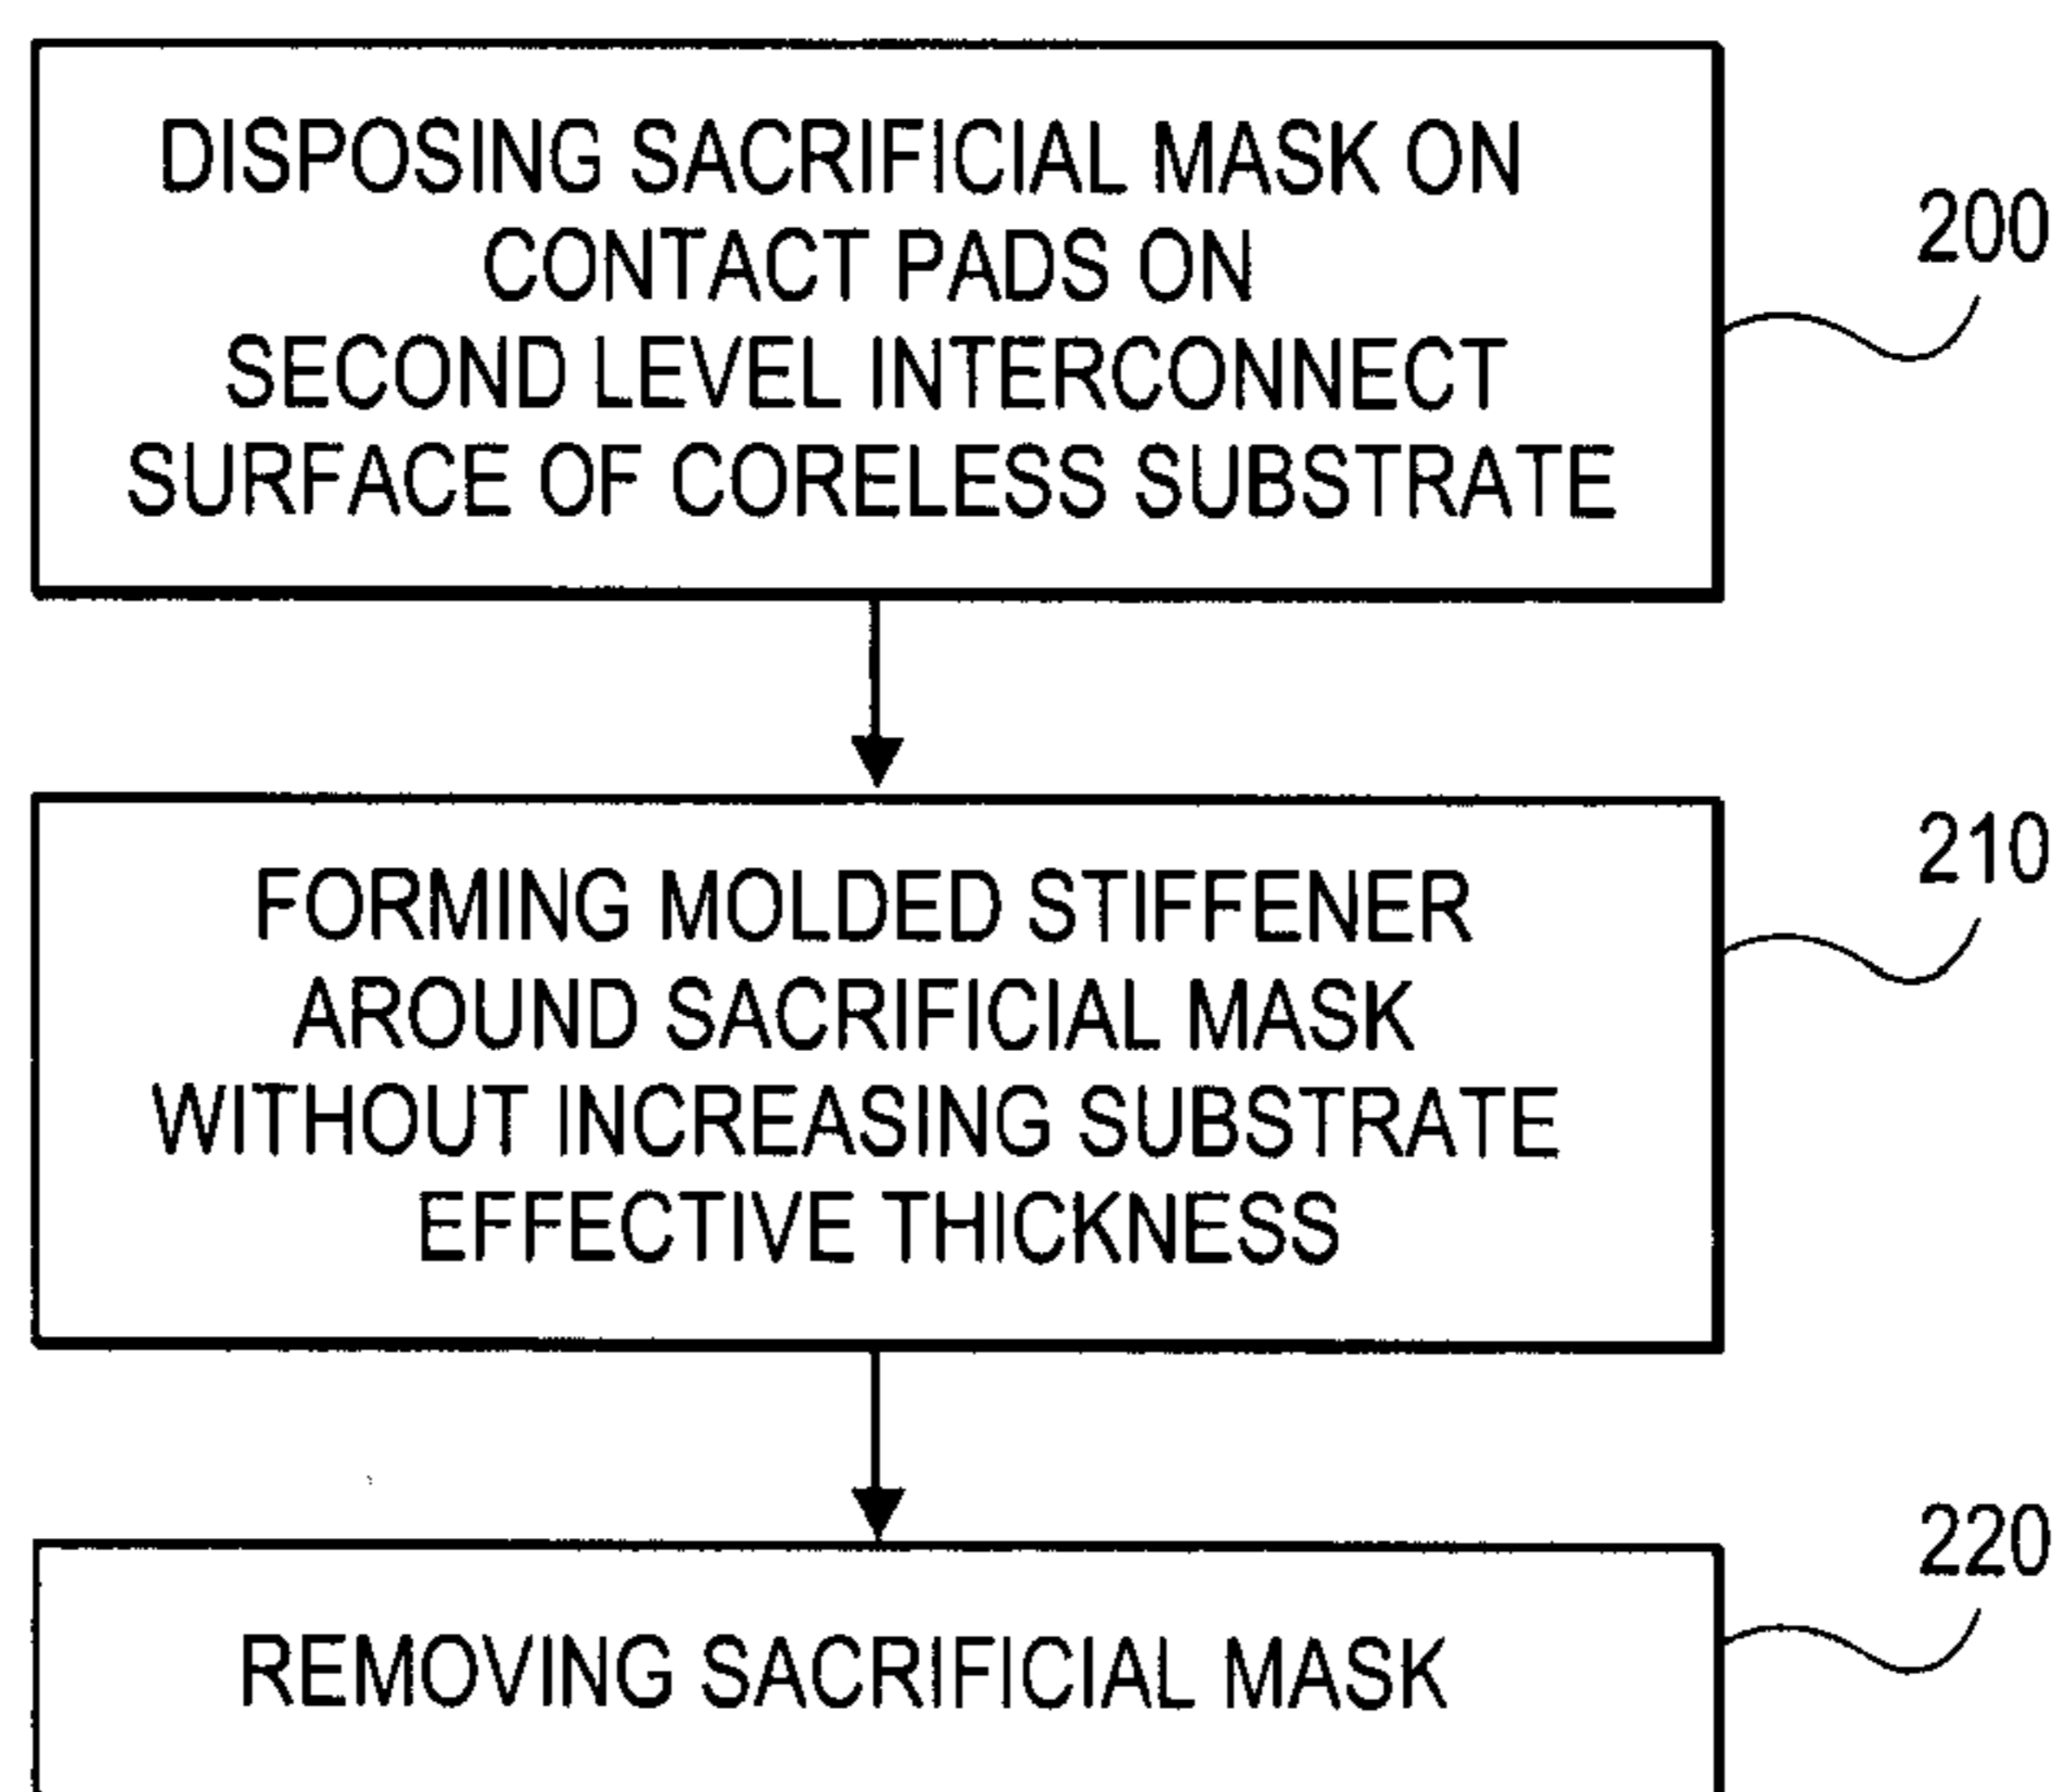 DISPOSING SACRIFICIAL MASK ON
CONTACT PADS ON
SECOND LEVEL INTERCONNECT
SURFACE OF CORELESS SUBSTRATE
200
FORMING MOLDED STIFFENER
AROUND SACRIFICIAL MASK
WITHOUT INCREASING SUBSTRATE
EFFECTIVE THICKNESS
210
REMOVING SACRIFICIAL MASK
220